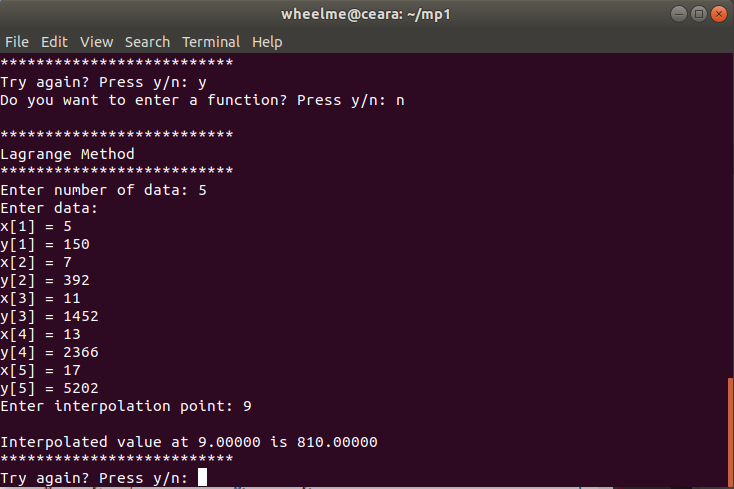 wheelme@ceara: ~/mp1
File Edit View Search Terminal Help
**************************
Try again? Press y/n: y
Do you want to enter a function? Press y/n: n
**************************
Lagrange Method
**************************
Enter number of data: 5
Enter data:
x[1] = 5
y[1] = 150
x[2] = 7
y[2] = 392
x[3] = 11
y[3] = 1452
x[4] = 13
y[4] = 2366
x[5] = 17
y[5] = 5202
Enter interpolation point: 9
Interpolated value at 9.00000 is 810.00000
**************************
Try again? Press y/n: